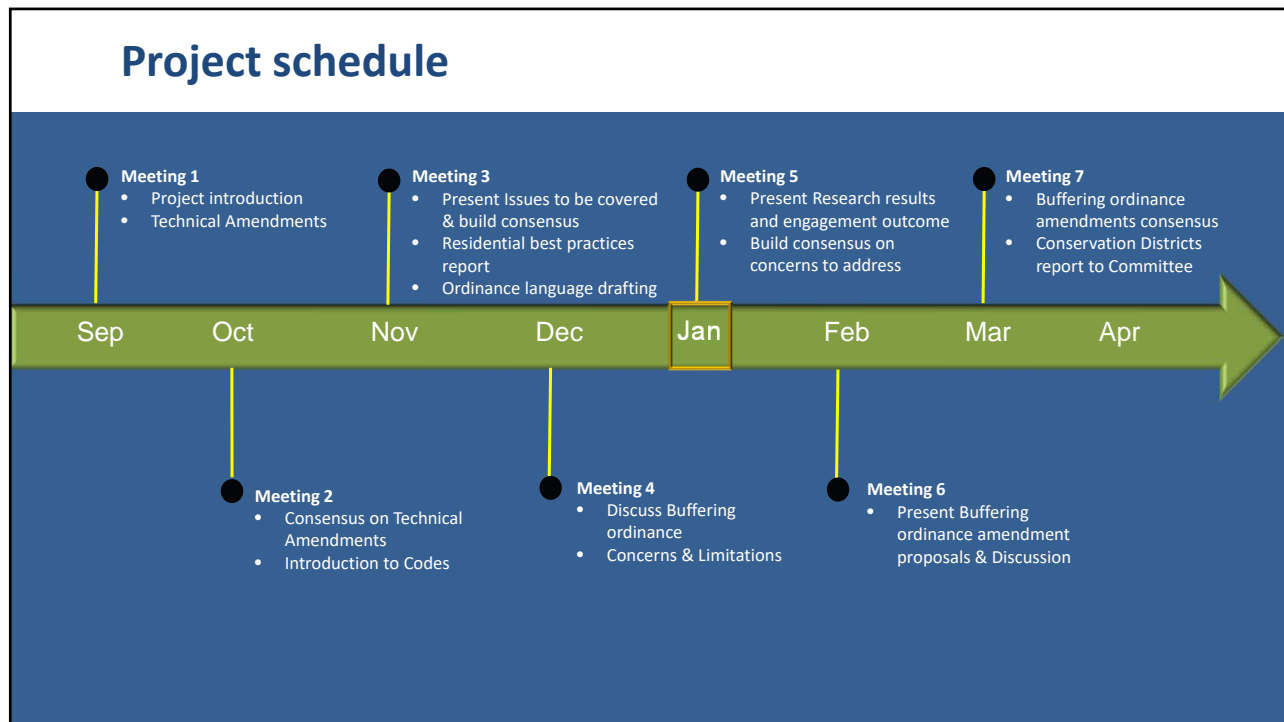 Project schedule
Meeting 1
• Project introduction
• Technical Amendments
Meeting 3
• Present Issues to be covered
& build consensus
• Residential best practices
report
• Ordinance language drafting
Meeting 5
• Present Research results
and engagement outcome
• Build consensus on
concerns to address
Meeting 7
• Buffering ordinance
amendments consensus
• Conservation Districts
report to Committee
Sep Oct Nov Dec Jan Feb Mar Apr
Meeting 2
• Consensus on Technical
Amendments
• Introduction to Codes
Meeting 4
• Discuss Buffering
ordinance
• Concerns & Limitations
Meeting 6
• Present Buffering
ordinance amendment
proposals & Discussion